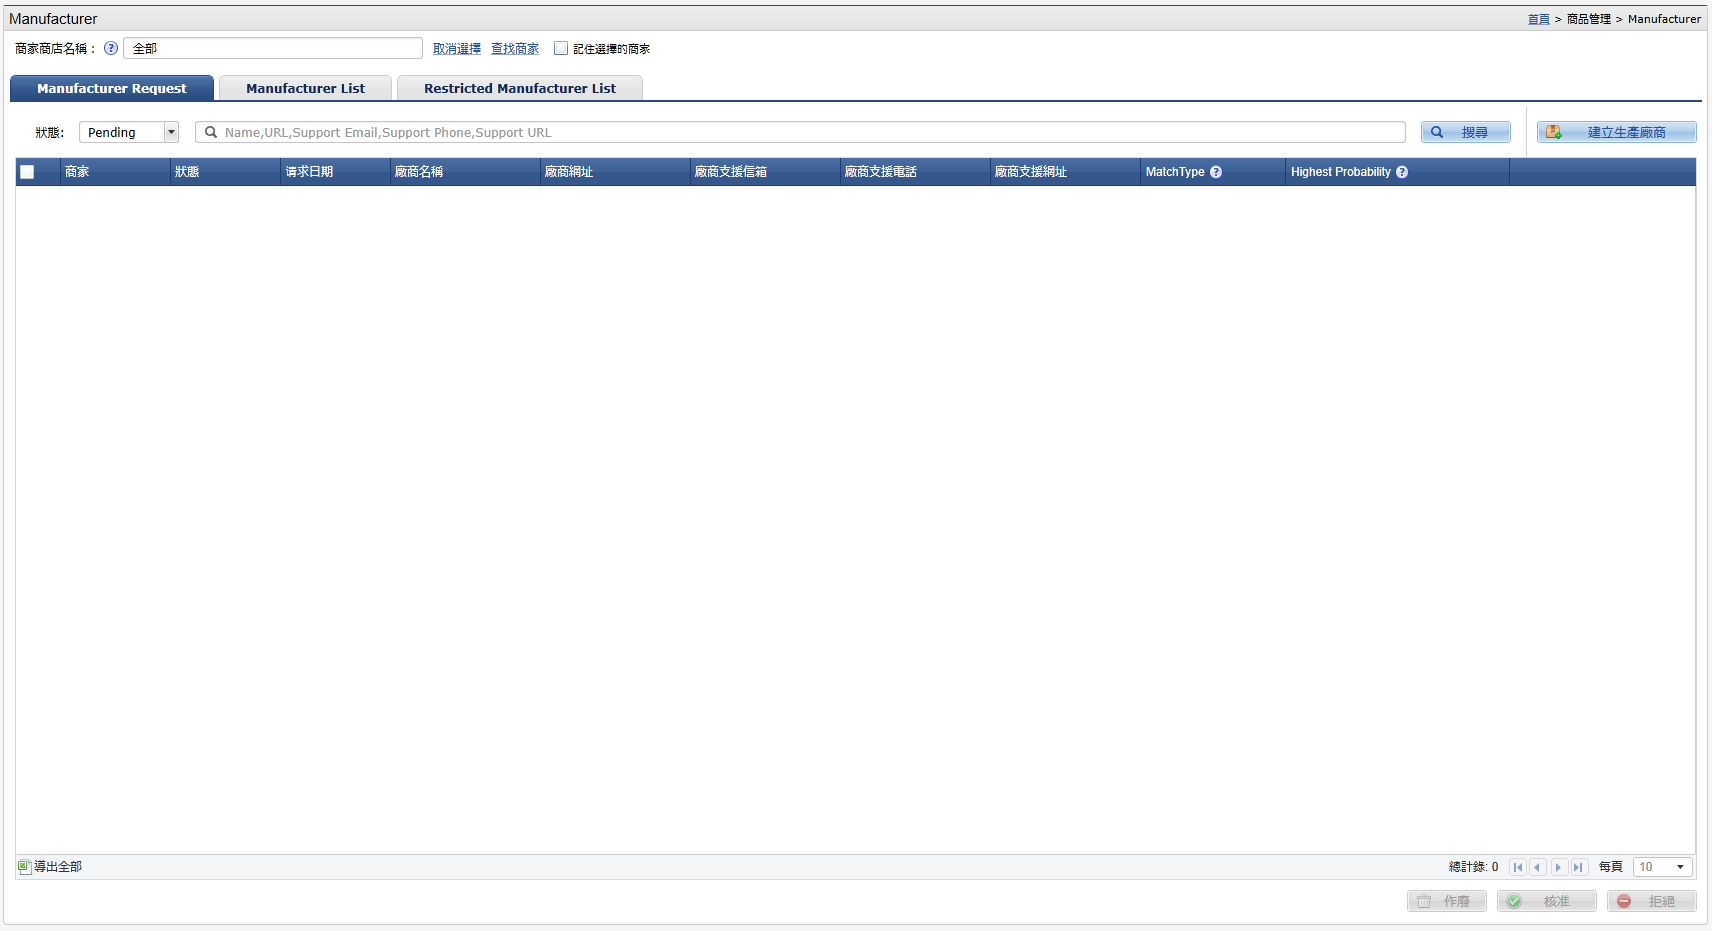 Manufacturer
首頁 > 商品管理 > Manufacturer
商家商店名稱： ? 全部 取消選擇 查找商家 記住選擇的商家
Manufacturer Request Manufacturer List Restricted Manufacturer List
狀態: Pending Name,URL,Support Email,Support Phone,Support URL 搜尋 建立生產廠商
商家 狀態 请求日期 廠商名稱 廠商網址 廠商支援信箱 廠商支援電話 廠商支援網址 MatchType ? Highest Probability ?
導出全部 總計錄: 0 每頁 10
作廢 核准 拒絕